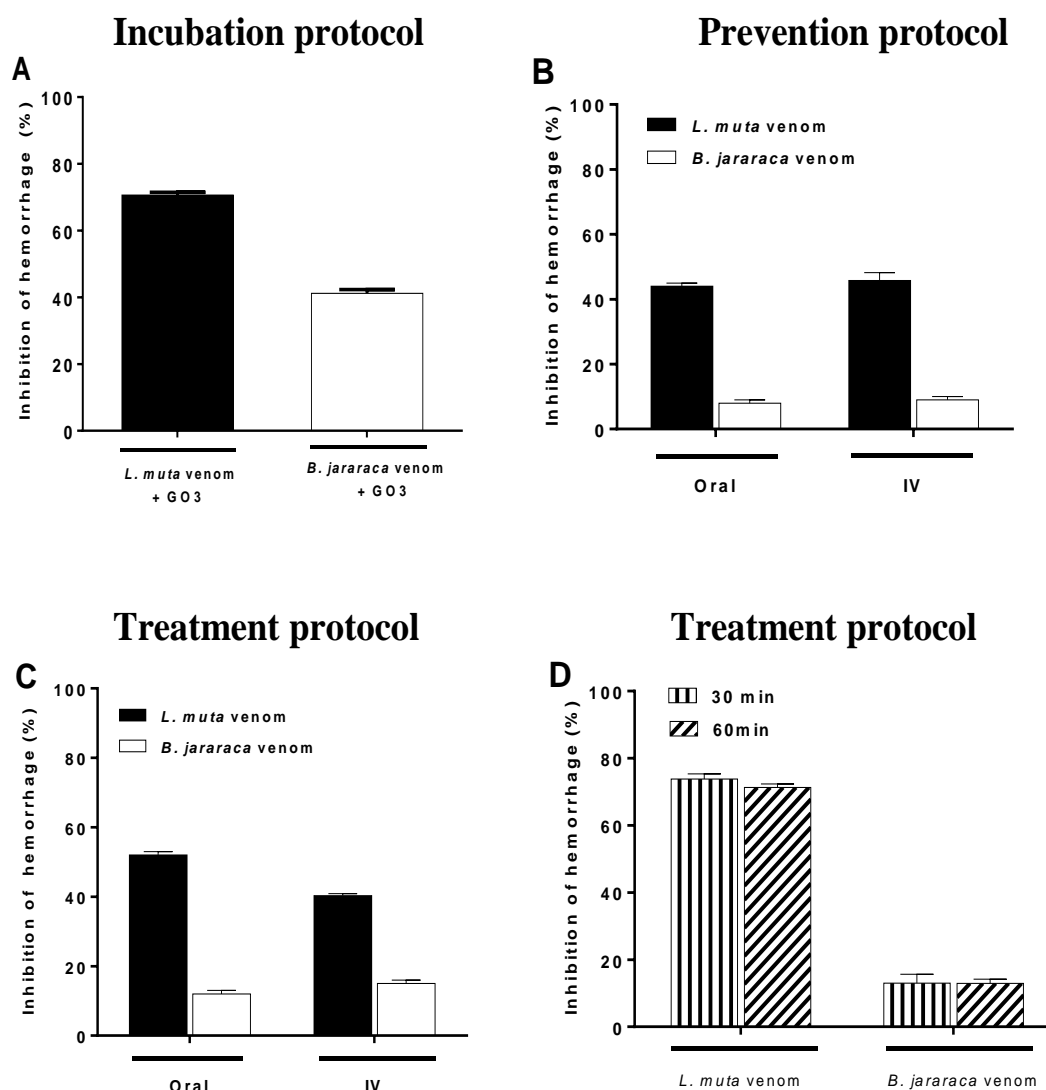 Incubation protocol
A
Inhibition of hemorrhage (%)
100
80
60
40
20
0
L. muta venom
+ GO3
B. jararaca venom
+ GO3
Prevention protocol
B
Inhibition of hemorrhage (%)
100
80
60
40
20
0
L. muta venom
B. jararaca venom
Oral
IV
Treatment protocol
C
Inhibition of hemorrhage (%)
100
80
60
40
20
0
L. muta venom
B. jararaca venom
Oral
IV
Treatment protocol
D
Inhibition of hemorrhage (%)
100
80
60
40
20
0
30 min
60min
L. muta venom
B. jararaca venom